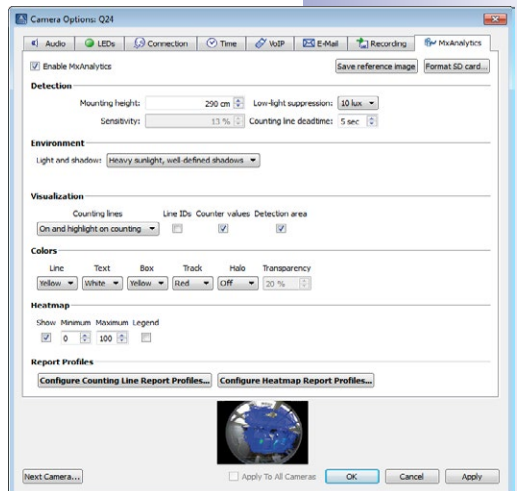 Camera Options: Q24
Audio LEDs Connection Time VoIP E-Mail Recording MxAnalytics
Enable MxAnalytics Save reference image Format SD card...
Detection
Mounting height: 290 cm Low-light suppression: 10 lux
Sensitivity: 13 % Counting line deadtime: 5 sec
Environment
Light and shadow: Heavy sunlight, well-defined shadows
Visualization
Counting lines Line IDs Counter values Detection area
On and highlight on counting
Colors
Line Text Box Track Halo Transparency
Yellow White Yellow Red Off 20 %
Heatmap
Show Minimum Maximum Legend
0 100
Report Profiles
Configure Counting Line Report Profiles... Configure Heatmap Report Profiles...
Next Camera... Apply To All Cameras OK Cancel Apply